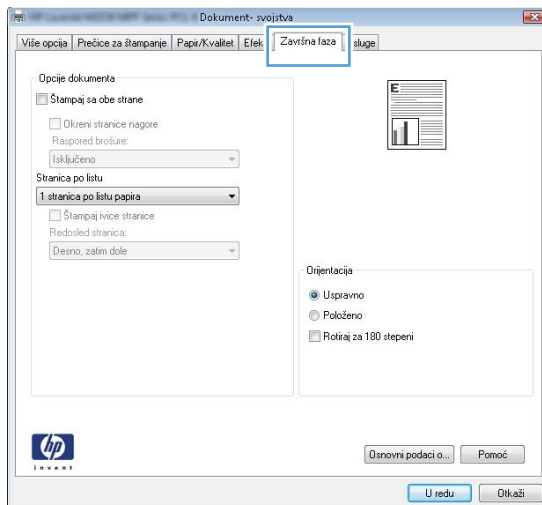 Dokument- svojstva
Više opcija
Prečice za štampanje
Papir/Kvalitet
Efek
Završna faza
sluge
Opcije dokumenta
Štampaj sa obe strane
Okreni stranice nagore
Raspored brošure:
Isključeno
Stranica po listu
1 stranica po listu papira
Štampaj ivice stranice
Redosled stranica:
Desno, zatim dole
E
Orijentacija
Uspravno
Položeno
Rotiraj za 180 stepeni
hp
invent
Osnovni podaci o...
Pomoć
U redu
Otkaži